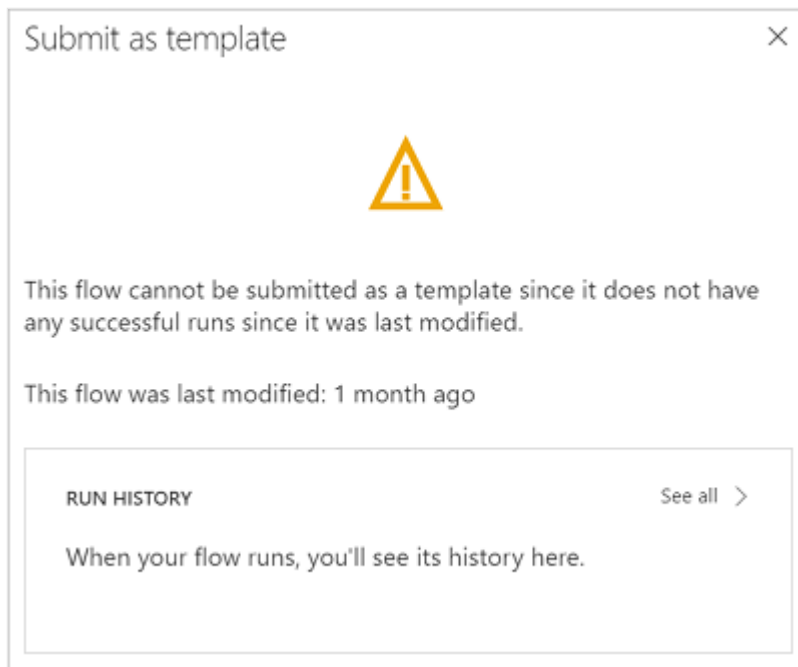 Submit as template
This flow cannot be submitted as a template since it does not have
any successful runs since it was last modified.
This flow was last modified: 1 month ago
RUN HISTORY
See all
When your flow runs, you'll see its history here.